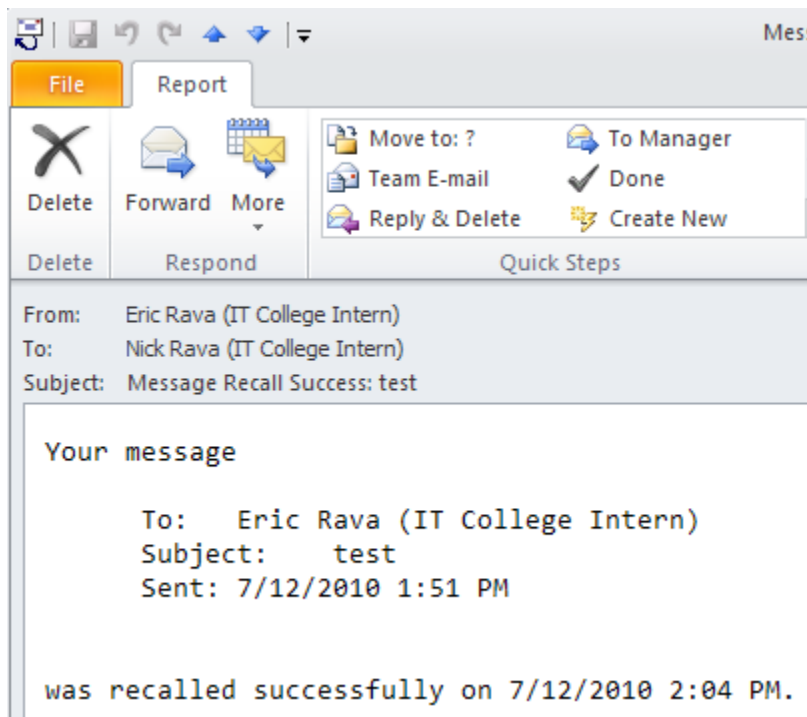 Mes
File Report
Move to: ? To Manager
Team E-mail Done
Delete Forward More Reply & Delete Create New
Delete Respond Quick Steps
From: Eric Rava (IT College Intern)
To: Nick Rava (IT College Intern)
Subject: Message Recall Success: test
Your message
To: Eric Rava (IT College Intern)
Subject: test
Sent: 7/12/2010 1:51 PM
was recalled successfully on 7/12/2010 2:04 PM.